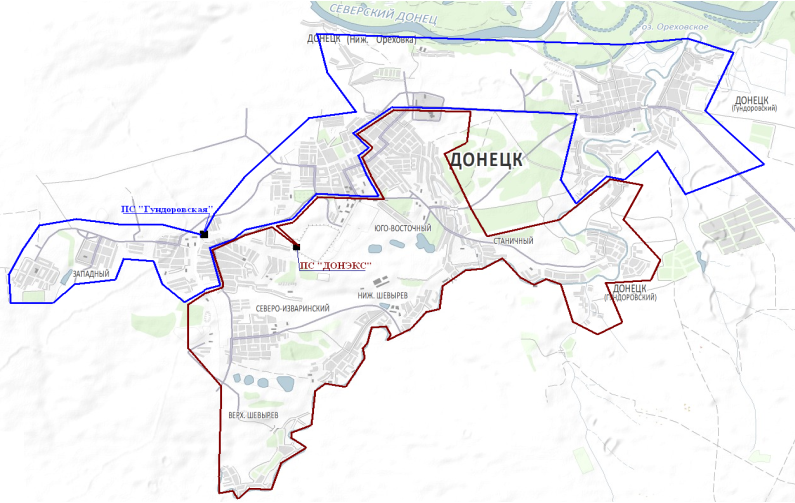 СЕВЕРСКИЙ ДОНЕЦ
оз. Ореховское
ДОНЕЦК (Ниж. Ореховка)
ДОНЕЦК
(Гундоровский)
ДОНЕЦК
ПС "Гундоровская"
ЮГО-ВОСТОЧНЫЙ
СТАНИЧНЫЙ
ПС "ДОНЭКС"
ЗАПАДНЫЙ
ДОНЕЦК
(ГУНДОРОВСКИЙ)
НИЖ. ШЕВЫРЕВ
СЕВЕРО-ИЗВАРИНСКИЙ
ВЕРХ. ШЕВЫРЕВ